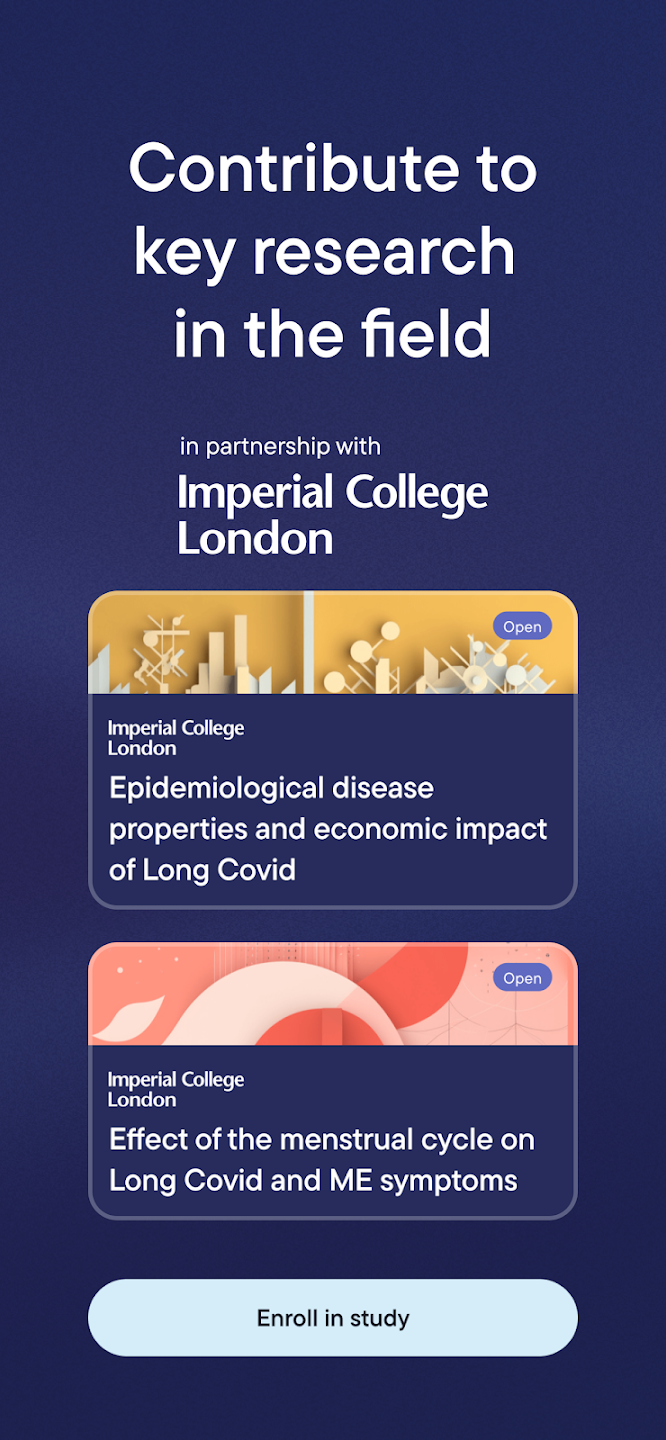 Contribute to
key research
in the field
in partnership with
Imperial College
London
Open
Imperial College
London
Epidemiological disease
properties and economic impact
of Long Covid
Open
Imperial College
London
Effect of the menstrual cycle on
Long Covid and ME symptoms
Enroll in study